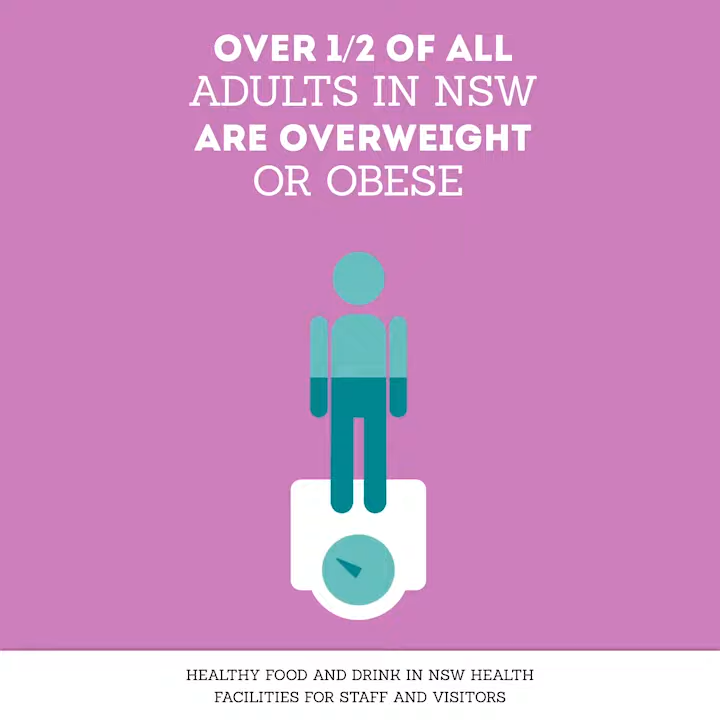 OVER 1/2 OF ALL
ADULTS IN NSW
ARE OVERWEIGHT
OR OBESE
HEALTHY FOOD AND DRINK IN NSW HEALTH
FACILITIES FOR STAFF AND VISITORS